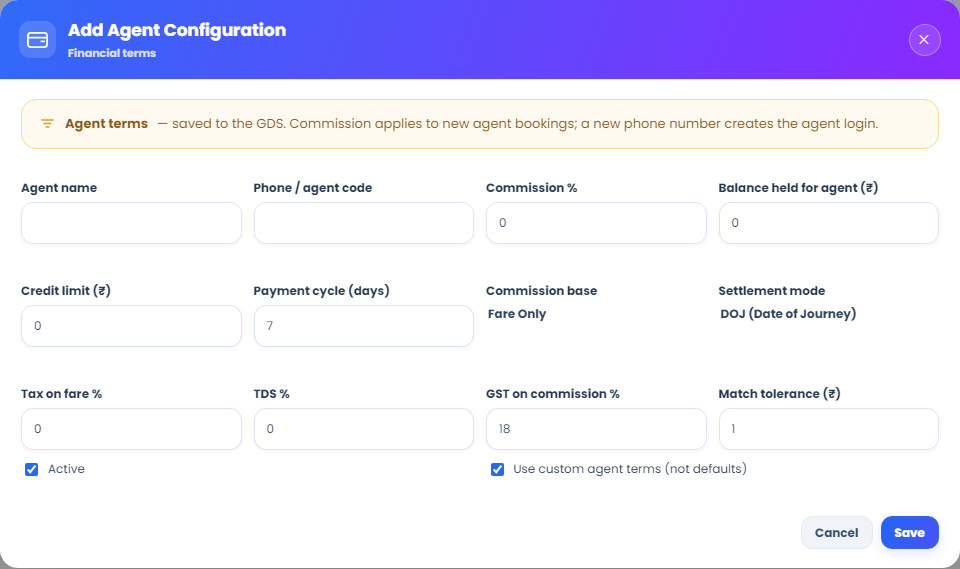 Add Agent Configuration
Financial terms
Agent terms — saved to the GDS. Commission applies to new agent bookings; a new phone number creates the agent login.
Agent name
Phone / agent code
Commission %
0
Balance held for agent (₹)
0
Credit limit (₹)
0
Payment cycle (days)
7
Commission base
Fare Only
Settlement mode
DOJ (Date of Journey)
Tax on fare %
0
TDS %
0
GST on commission %
18
Match tolerance (₹)
1
Active
Use custom agent terms (not defaults)
Cancel
Save